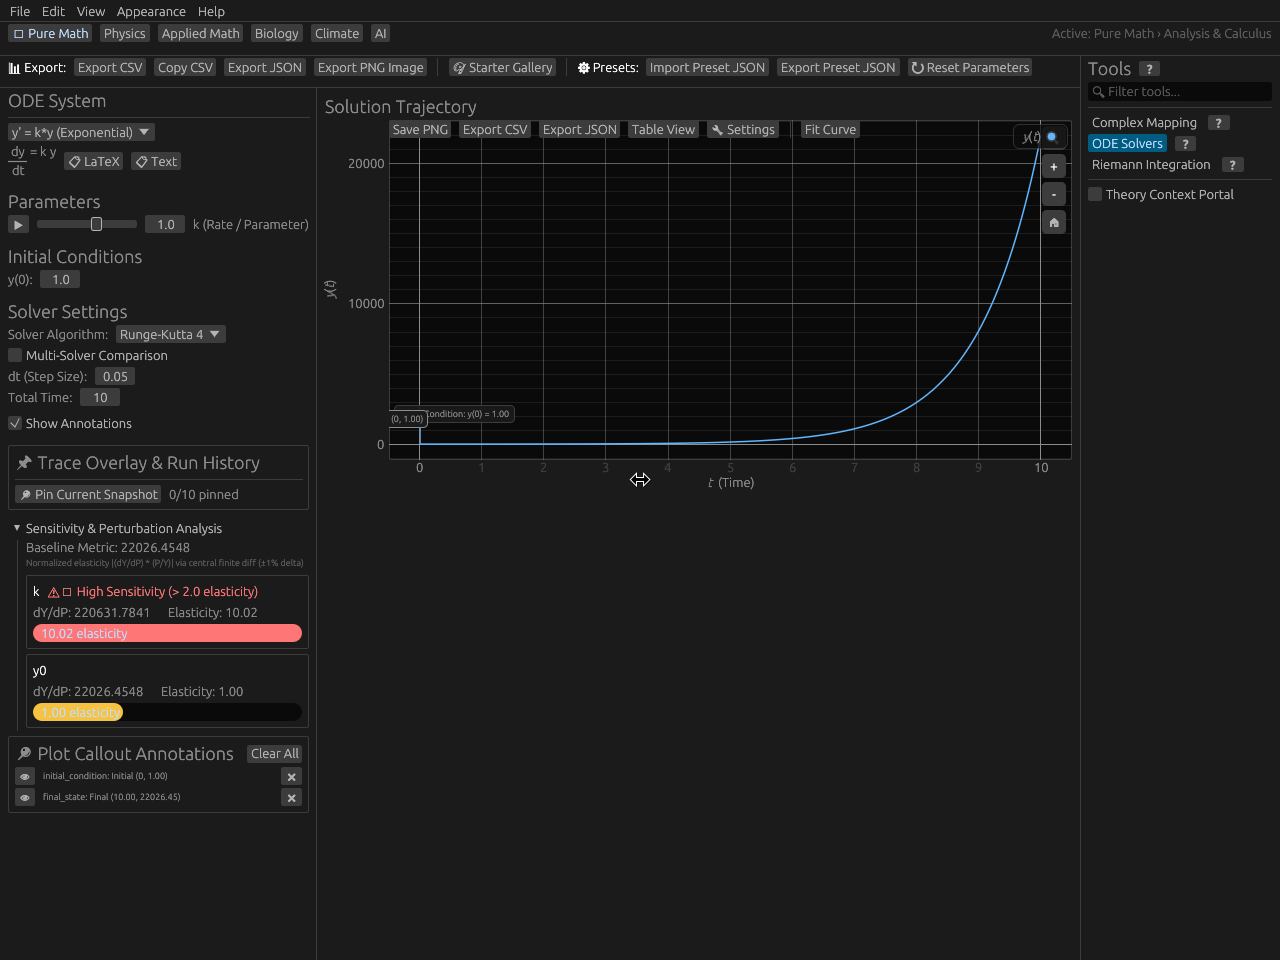 File Edit View Appearance Help
Pure Math Physics Applied Math Biology Climate AI Active: Pure Math › Analysis & Calculus
Export: Export CSV Copy CSV Export JSON Export PNG Image Starter Gallery Presets: Import Preset JSON Export Preset JSON Reset Parameters
ODE System
y' = k*y (Exponential)
dy/dt = k y LaTeX Text
Parameters
1.0 k (Rate / Parameter)
Initial Conditions
y(0): 1.0
Solver Settings
Solver Algorithm: Runge-Kutta 4
Multi-Solver Comparison
dt (Step Size): 0.05
Total Time: 10
Show Annotations
Trace Overlay & Run History
Pin Current Snapshot 0/10 pinned
Sensitivity & Perturbation Analysis
Baseline Metric: 22026.4548
Normalized elasticity |(dY/dP) * (P/Y)| via central finite diff (±1% delta)
k High Sensitivity (> 2.0 elasticity)
dY/dP: 220631.7841 Elasticity: 10.02
10.02 elasticity
y0
dY/dP: 22026.4548 Elasticity: 1.00
1.00 elasticity
Plot Callout Annotations Clear All
initial_condition: Initial (0, 1.00)
final_state: Final (10.00, 22026.45)
Solution Trajectory
Save PNG Export CSV Export JSON Table View Settings Fit Curve
y(t)
+
-
20000
10000
0
y(t)
Condition: y(0) = 1.00
(0, 1.00)
0 1 2 3 4 5 6 7 8 9 10
t (Time)
Tools ?
Filter tools...
Complex Mapping ?
ODE Solvers ?
Riemann Integration ?
Theory Context Portal